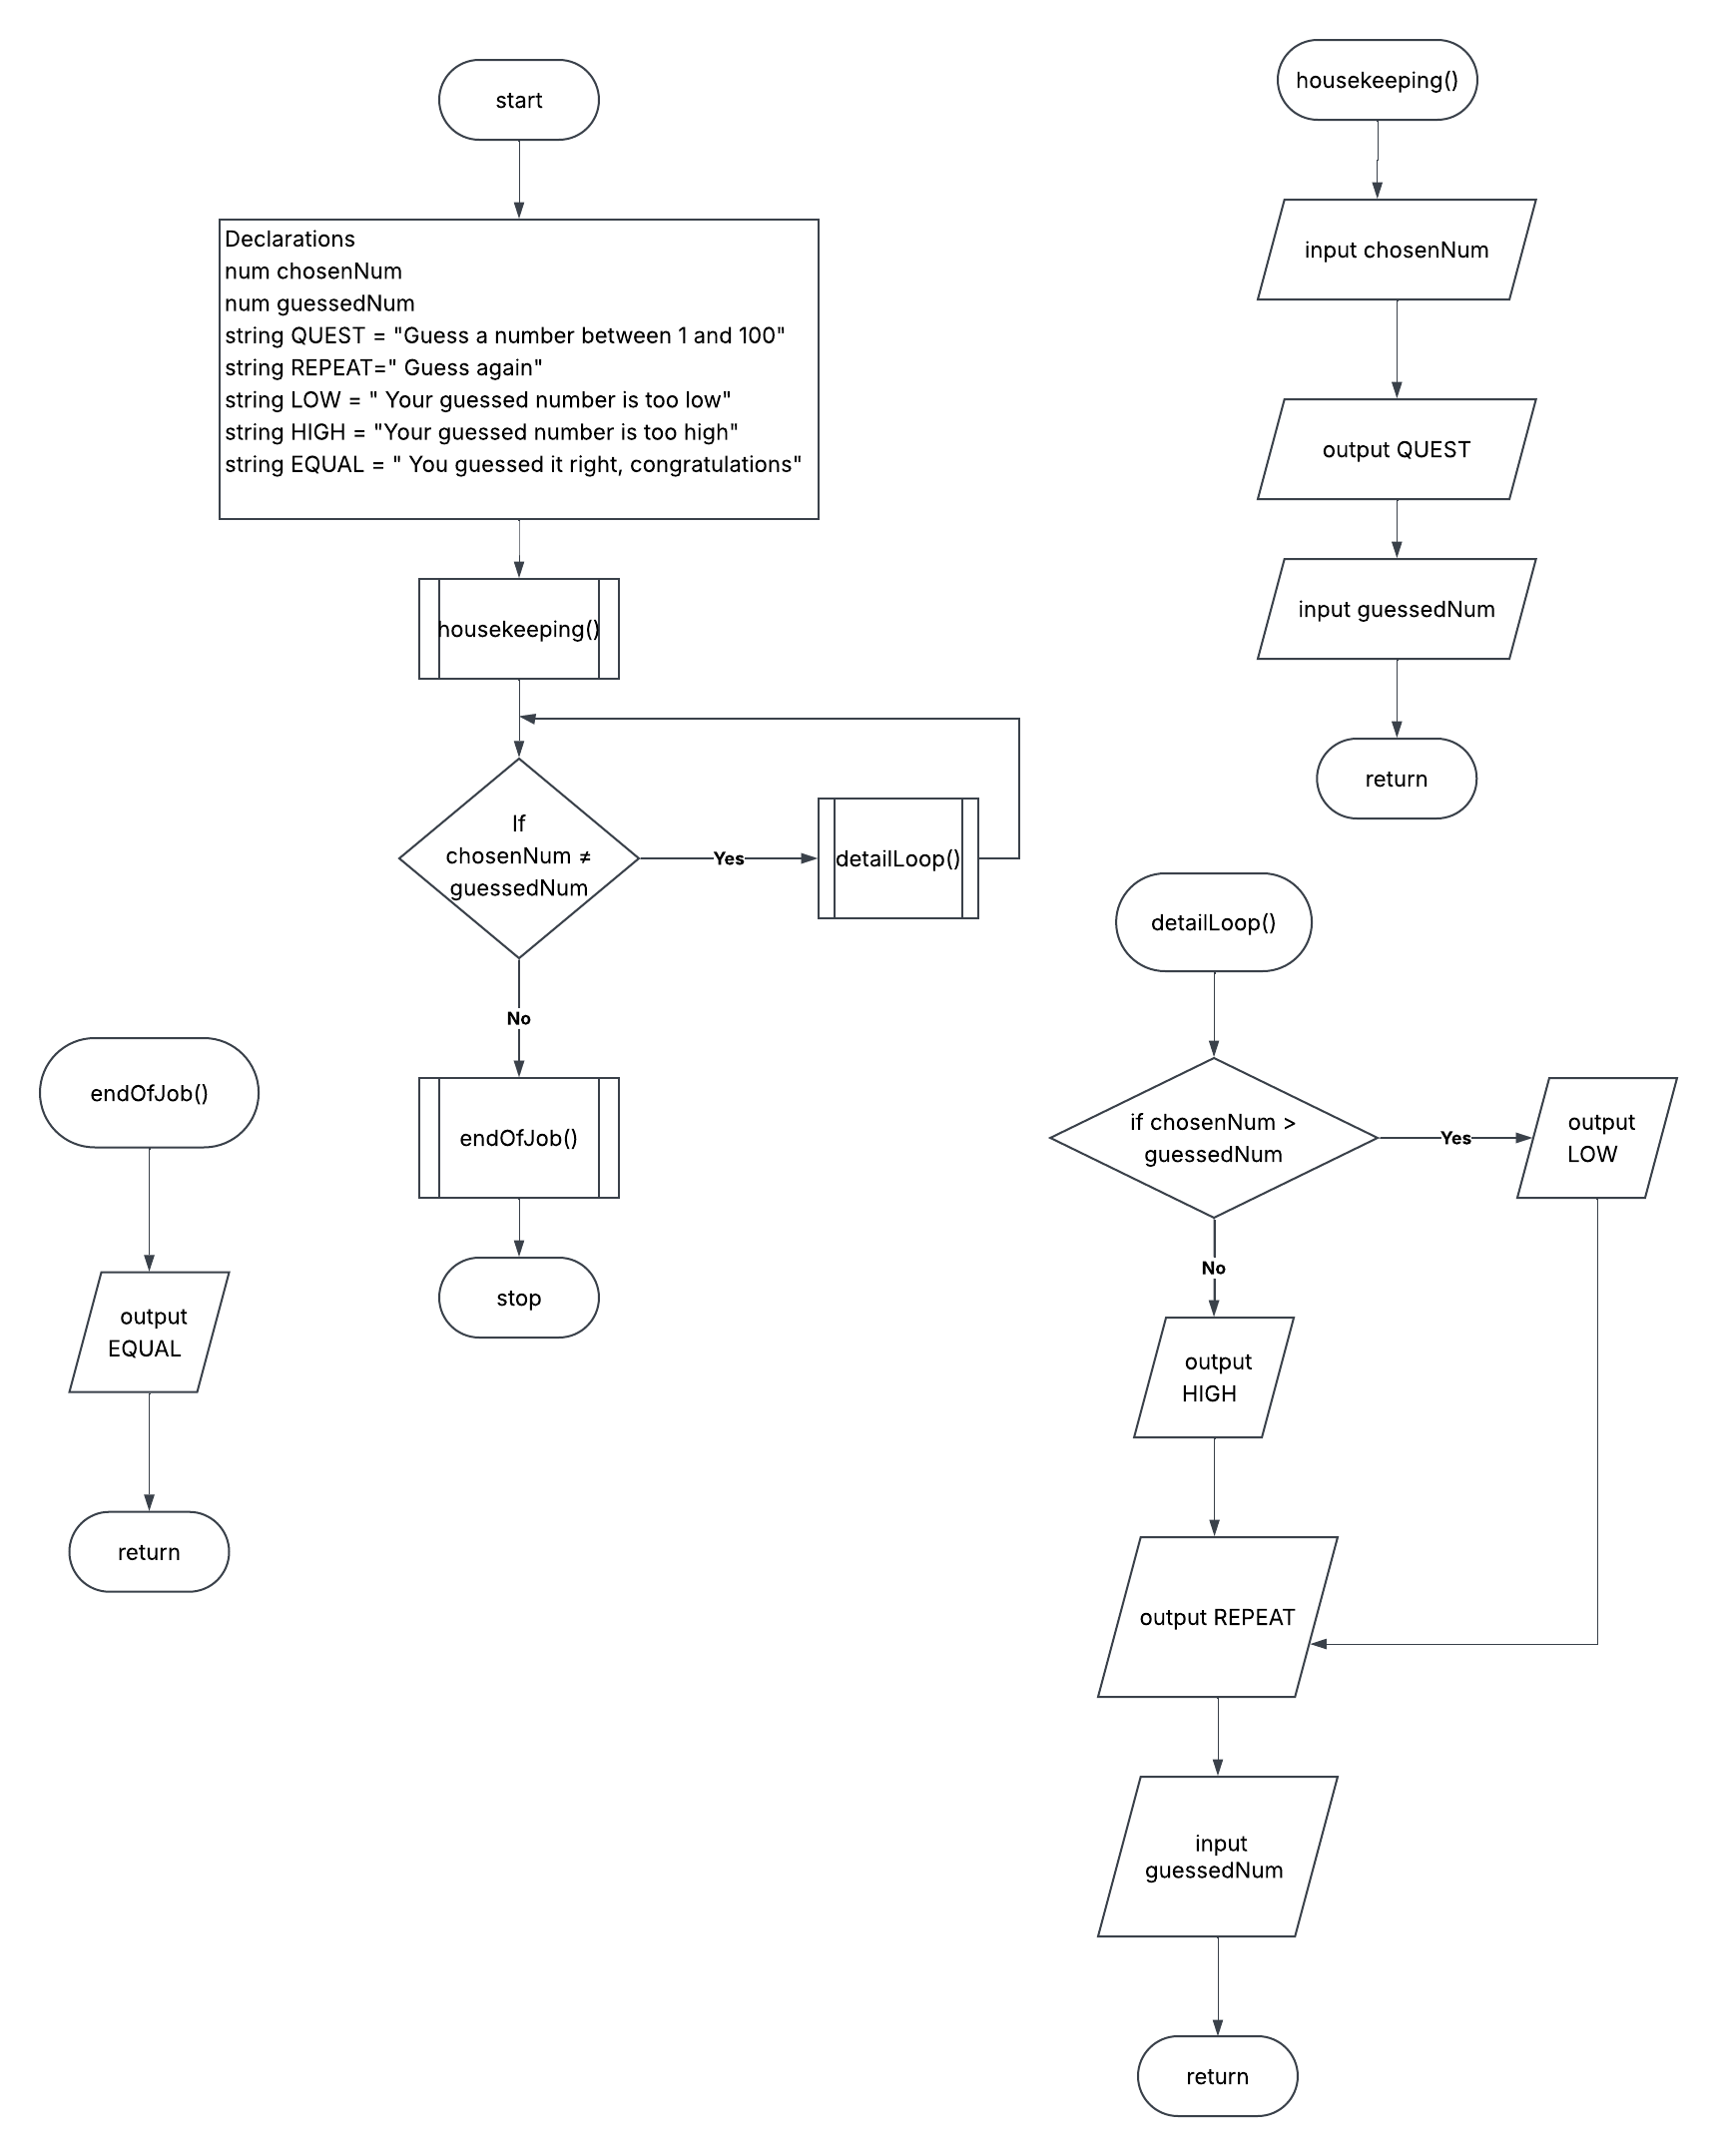 start
Declarations
num chosenNum
num guessedNum
string QUEST = "Guess a number between 1 and 100"
string REPEAT=" Guess again"
string LOW = " Your guessed number is too low"
string HIGH = "Your guessed number is too high"
string EQUAL = " You guessed it right, congratulations"
housekeeping()
If
chosenNum ≠
guessedNum
Yes
detailLoop()
No
endOfJob()
stop
housekeeping()
input chosenNum
output QUEST
input guessedNum
return
detailLoop()
if chosenNum >
guessedNum
Yes
output
LOW
No
output
HIGH
output REPEAT
input
guessedNum
return
endOfJob()
output
EQUAL
return